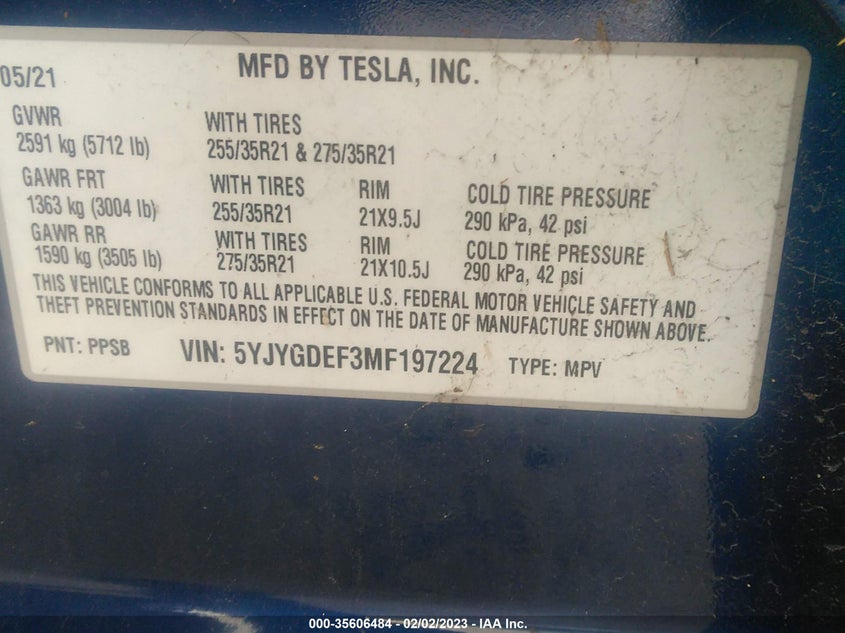 05/21 MFD BY TESLA, INC.
GVWR
2591 kg (5712 lb)
WITH TIRES
255/35R21 & 275/35R21
GAWR FRT WITH TIRES RIM COLD TIRE PRESSURE
1363 kg (3004 lb) 255/35R21 21X9.5J 290 kPa, 42 psi
GAWR RR WITH TIRES RIM COLD TIRE PRESSURE
1590 kg (3505 lb) 275/35R21 21X10.5J 290 kPa, 42 psi
THIS VEHICLE CONFORMS TO ALL APPLICABLE U.S. FEDERAL MOTOR VEHICLE SAFETY AND
THEFT PREVENTION STANDARDS IN EFFECT ON THE DATE OF MANUFACTURE SHOWN ABOVE.
PNT: PPSB VIN: 5YJYGDEF3MF197224 TYPE: MPV
000-35606484 - 02/02/2023 - IAA Inc.